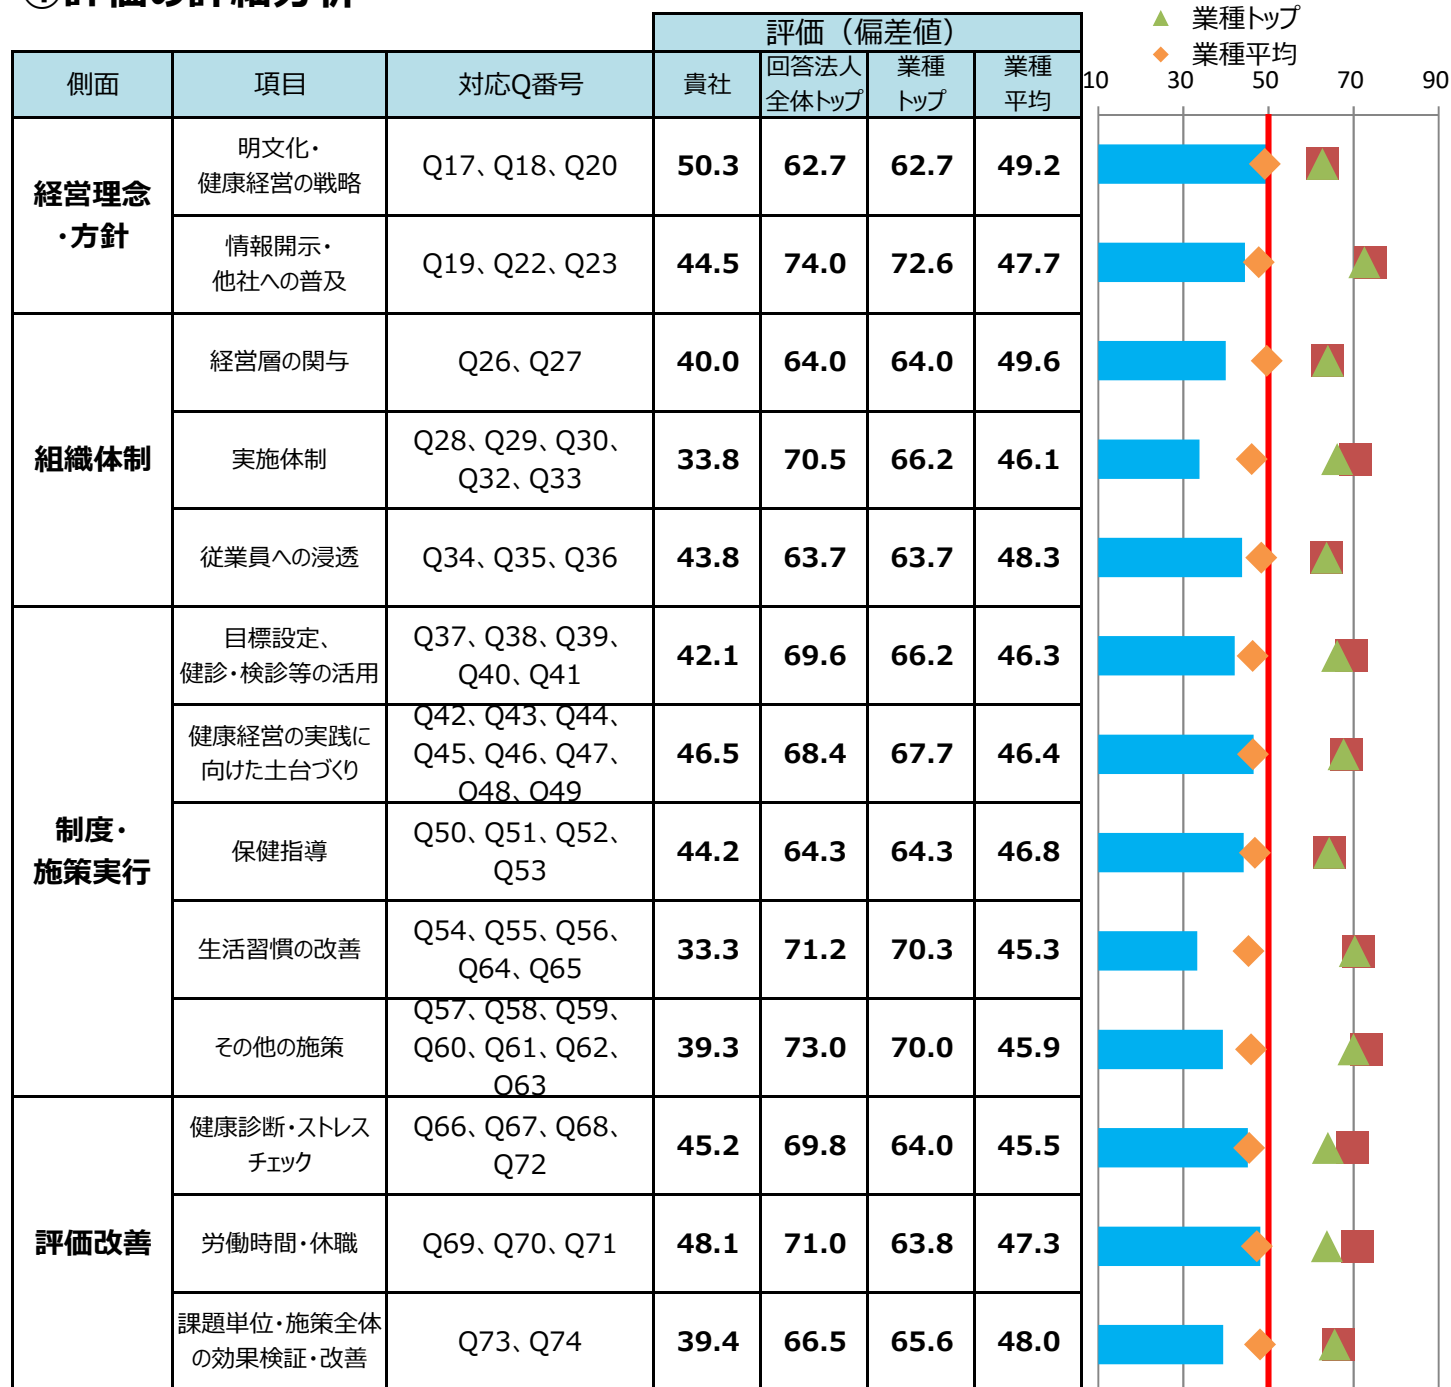 ①評価の詳細分析
業種トップ
業種平均
評価（偏差値）
側面 項目 対応Q番号 貴社 回答法人全体トップ 業種トップ 業種平均
10 30 50 70 90
経営理念・方針
明文化・健康経営の戦略 Q17、Q18、Q20 50.3 62.7 62.7 49.2
情報開示・他社への普及 Q19、Q22、Q23 44.5 74.0 72.6 47.7
組織体制
経営層の関与 Q26、Q27 40.0 64.0 64.0 49.6
実施体制 Q28、Q29、Q30、Q32、Q33 33.8 70.5 66.2 46.1
従業員への浸透 Q34、Q35、Q36 43.8 63.7 63.7 48.3
制度・施策実行
目標設定、健診・検診等の活用 Q37、Q38、Q39、Q40、Q41 42.1 69.6 66.2 46.3
健康経営の実践に向けた土台づくり Q42、Q43、Q44、Q45、Q46、Q47、Q48、Q49 46.5 68.4 67.7 46.4
保健指導 Q50、Q51、Q52、Q53 44.2 64.3 64.3 46.8
生活習慣の改善 Q54、Q55、Q56、Q64、Q65 33.3 71.2 70.3 45.3
その他の施策 Q57、Q58、Q59、Q60、Q61、Q62、Q63 39.3 73.0 70.0 45.9
評価改善
健康診断・ストレスチェック Q66、Q67、Q68、Q72 45.2 69.8 64.0 45.5
労働時間・休職 Q69、Q70、Q71 48.1 71.0 63.8 47.3
課題単位・施策全体の効果検証・改善 Q73、Q74 39.4 66.5 65.6 48.0